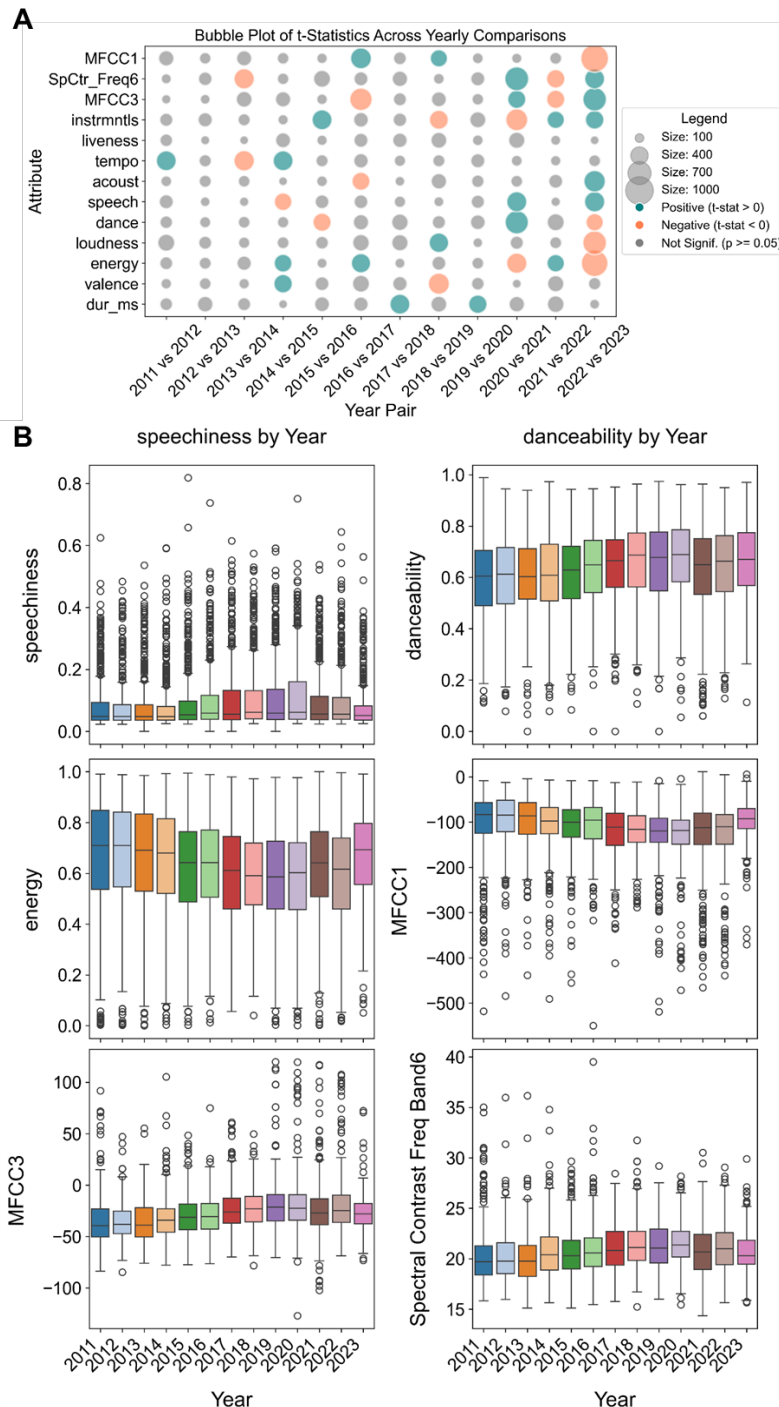 A
Bubble Plot of t-Statistics Across Yearly Comparisons
Attribute
MFCC1
SpCtr_Freq6
MFCC3
instrmntls
liveness
tempo
acoust
speech
dance
loudness
energy
valence
dur_ms
Legend
Size: 100
Size: 400
Size: 700
Size: 1000
Positive (t-stat > 0)
Negative (t-stat < 0)
Not Signif. (p >= 0.05)
2011 vs 2012
2012 vs 2013
2013 vs 2014
2014 vs 2015
2015 vs 2016
2016 vs 2017
2017 vs 2018
2018 vs 2019
2019 vs 2020
2020 vs 2021
2021 vs 2022
2022 vs 2023
Year Pair
B
speechiness by Year
speechiness
0.8
0.6
0.4
0.2
0.0
danceability by Year
danceability
1.0
0.8
0.6
0.4
0.2
0.0
energy
1.0
0.8
0.6
0.4
0.2
0.0
MFCC1
0
−100
−200
−300
−400
−500
MFCC3
100
50
0
−50
−100
2011
2012
2013
2014
2015
2016
2017
2018
2019
2020
2021
2022
2023
Year
Spectral Contrast Freq Band6
40
35
30
25
20
15
2011
2012
2013
2014
2015
2016
2017
2018
2019
2020
2021
2022
2023
Year